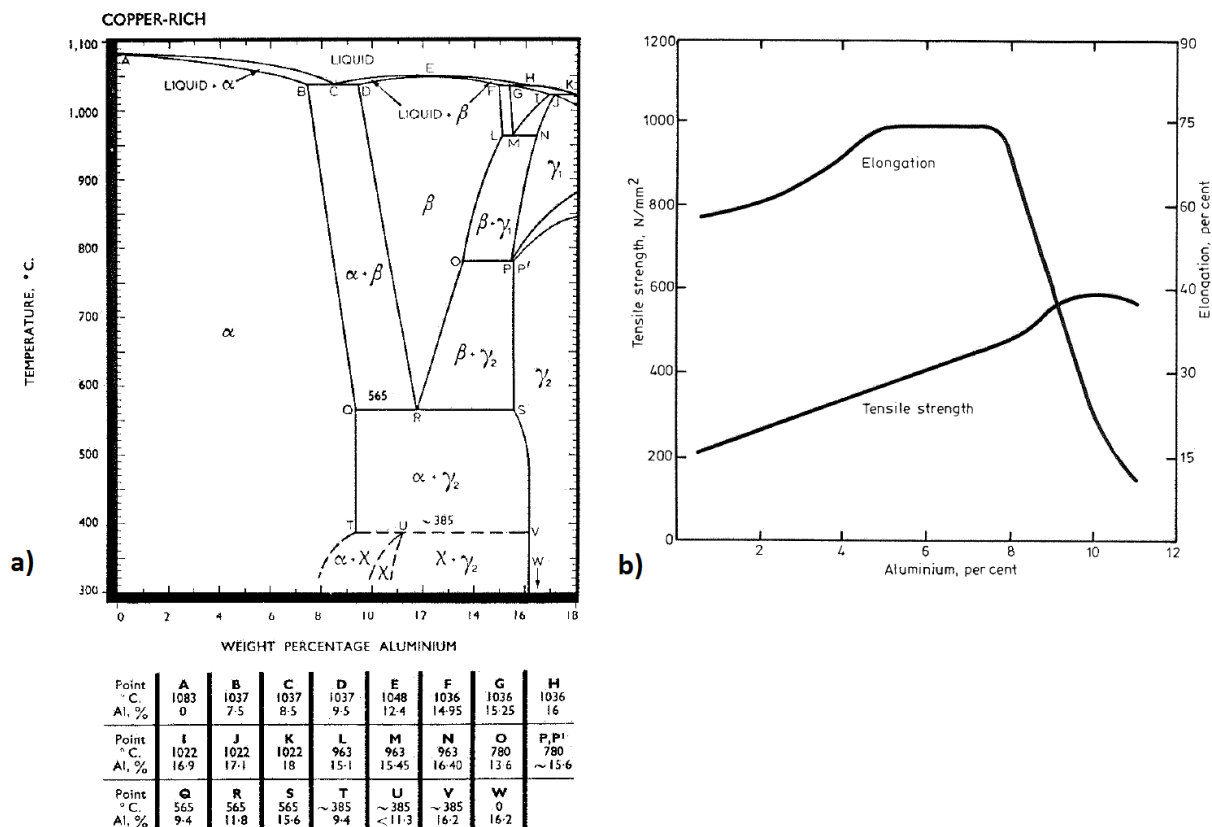 COPPER-RICH
1,100
1.000
900
800
700
600
500
400
300
TEMPERATURE, °C.
A
LIQUID
LIQUID + α
B
C
D
E
LIQUID + β
F
G
H
I
J
K
L
M
N
γ₁
β
β + γ₁
O
P
P'
α + β
α
β + γ₂
γ₂
Q
565
R
S
α + γ₂
T
U
~385
V
α + X
X
X + γ₂
W
0 2 4 6 8 10 12 14 16 18
WEIGHT PERCENTAGE ALUMINIUM
a)
Point A B C D E F G H
°C. 1083 1037 1037 1037 1048 1036 1036 1036
Al, % 0 7·5 8·5 9·5 12·4 14·95 15·25 16
Point I J K L M N O P,P'
°C. 1022 1022 1022 963 963 963 780 780
Al, % 16·9 17·1 18 15·1 15·45 16·40 13·6 ~15·6
Point Q R S T U V W
°C. 565 565 565 ~385 ~385 ~385 0
Al, % 9·4 11·8 15·6 9·4 <11·3 16·2 16·2
1200
1000
800
600
400
200
0
Tensile strength, N/mm²
Elongation
Tensile strength
90
75
60
40
30
15
0
Elongation, per cent
2 4 6 8 10 12
Aluminium, per cent
b)